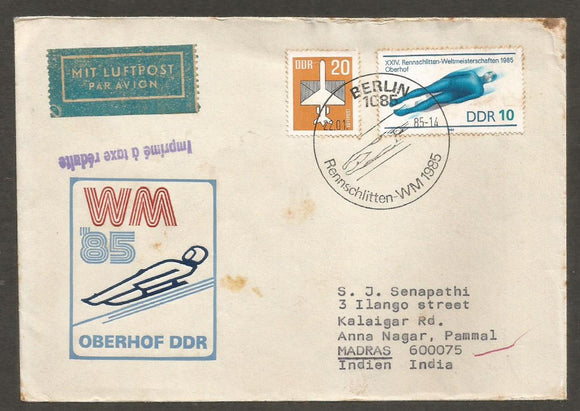 MIT LUFTPOST
PAR AVION
Imprimé à taxe réduite
DDR 20
XXIV. Rennschlitten-Weltmeisterschaften 1985
Oberhof
DDR 10
BERLIN
1085
22.01. 85-14
Rennschlitten-WM 1985
WM
'85
OBERHOF DDR
S. J. Senapathi
3 Ilango street
Kalaigar Rd.
Anna Nagar, Pammal
MADRAS 600075
Indien India